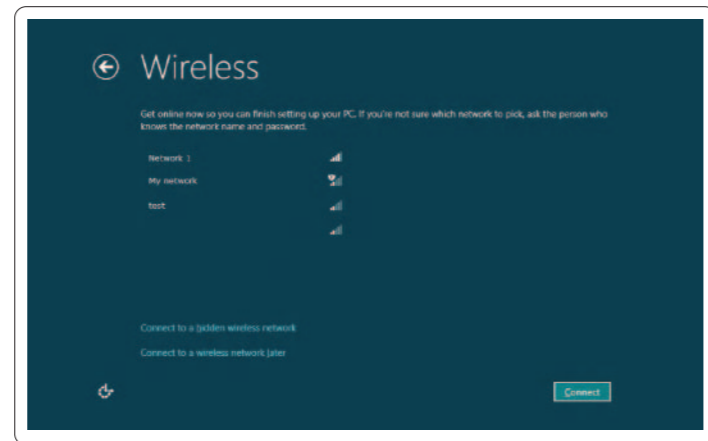 Wireless
Get online now so you can finish setting up your PC. If you're not sure which network to pick, ask the person who
knows the network name and password.
Network 1
My network
test
Connect to a hidden wireless network
Connect to a wireless network later
Connect